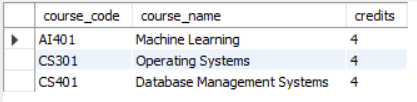 course_code course_name credits
AI401 Machine Learning 4
CS301 Operating Systems 4
CS401 Database Management Systems 4